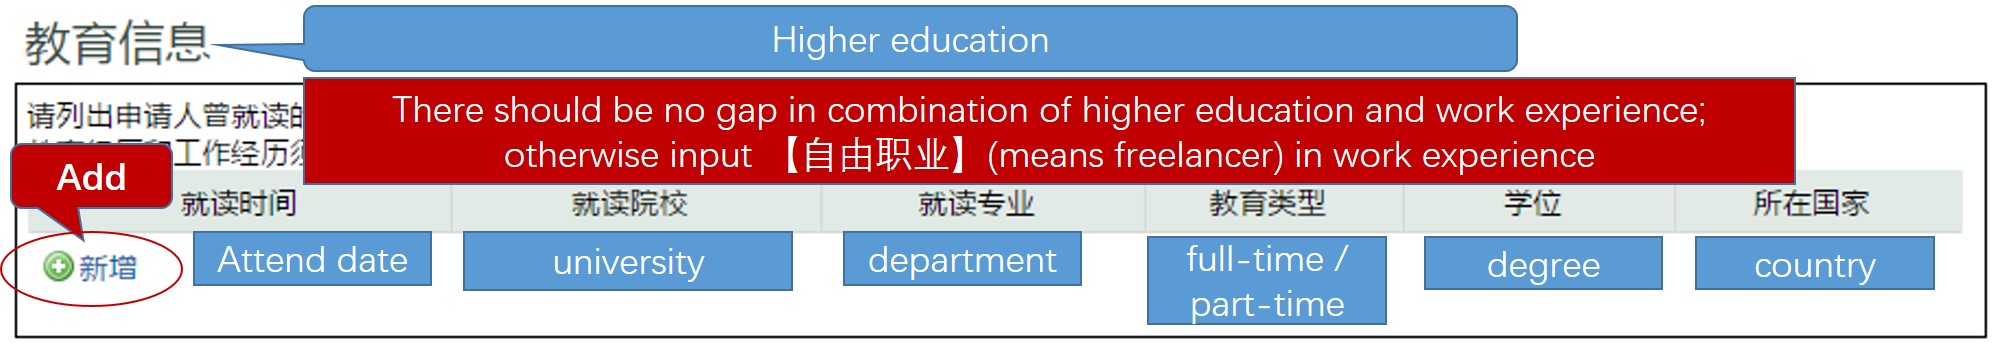 教育信息
Higher education
请列出申请人曾就读的
There should be no gap in combination of higher education and work experience;
otherwise input 【自由职业】(means freelancer) in work experience
工作经历须
Add
就读时间 就读院校 就读专业 教育类型 学位 所在国家
新增
Attend date
university
department
full-time /
part-time
degree
country